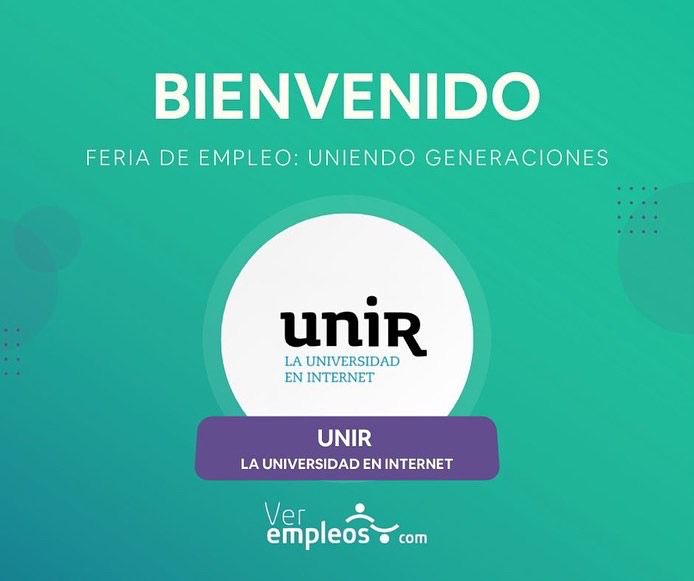 BIENVENIDO
FERIA DE EMPLEO: UNIENDO GENERACIONES
uniR
LA UNIVERSIDAD
EN INTERNET
UNIR
LA UNIVERSIDAD EN INTERNET
Ver
empleos.com